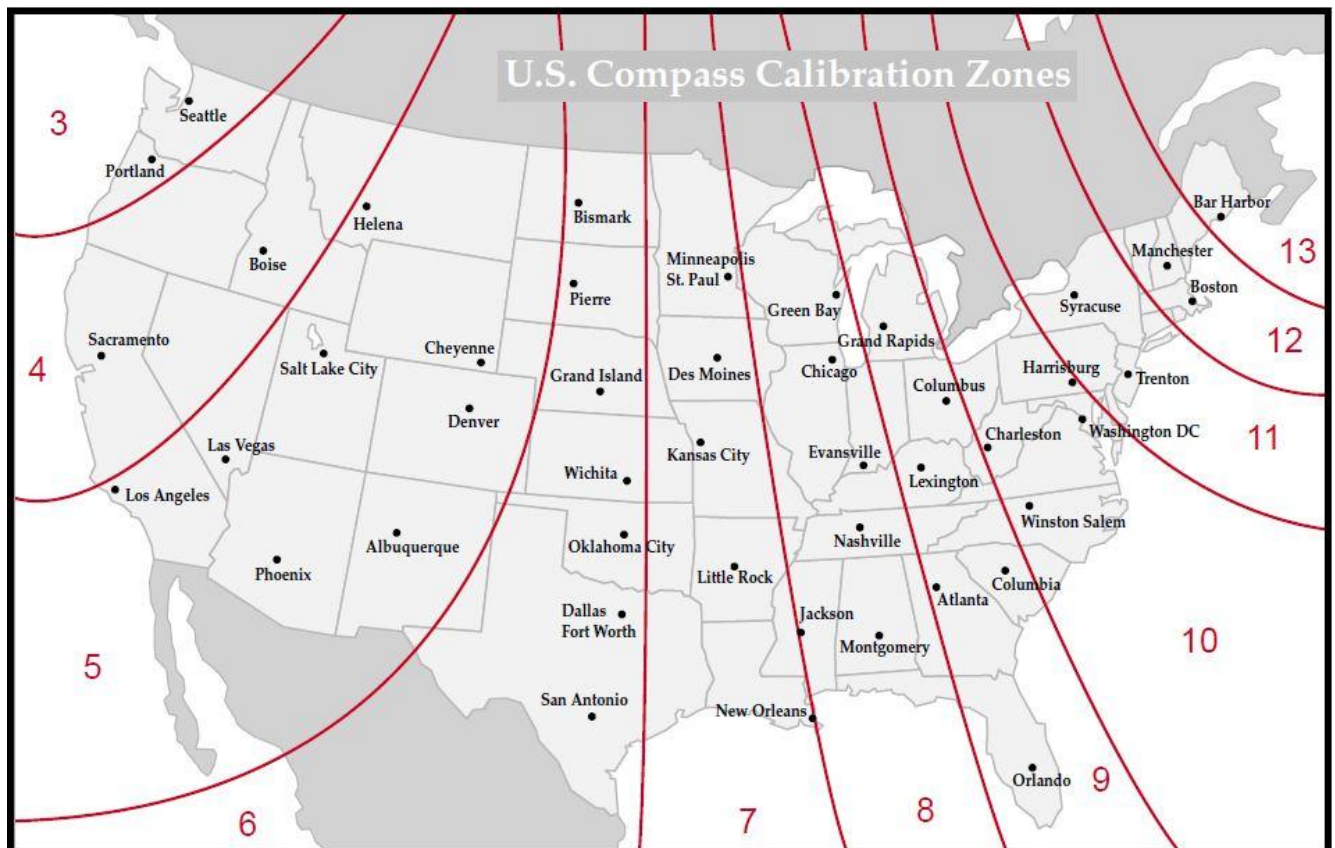 U.S. Compass Calibration Zones
3
Seattle
Portland
Helena
Bismark
Bar Harbor
Boise
Minneapolis
St. Paul
Manchester
13
Pierre
Green Bay
Syracuse
Boston
Sacramento
Cheyenne
Grand Rapids
12
4
Salt Lake City
Grand Island
Des Moines
Chicago
Columbus
Harrisburg
Trenton
Denver
Las Vegas
Kansas City
Evansville
Charleston
Washington DC
11
Wichita
Lexington
Los Angeles
Winston Salem
Albuquerque
Oklahoma City
Nashville
Phoenix
Little Rock
Columbia
Atlanta
Dallas
Fort Worth
Jackson
Montgomery
10
5
San Antonio
New Orleans
Orlando
9
6
7
8